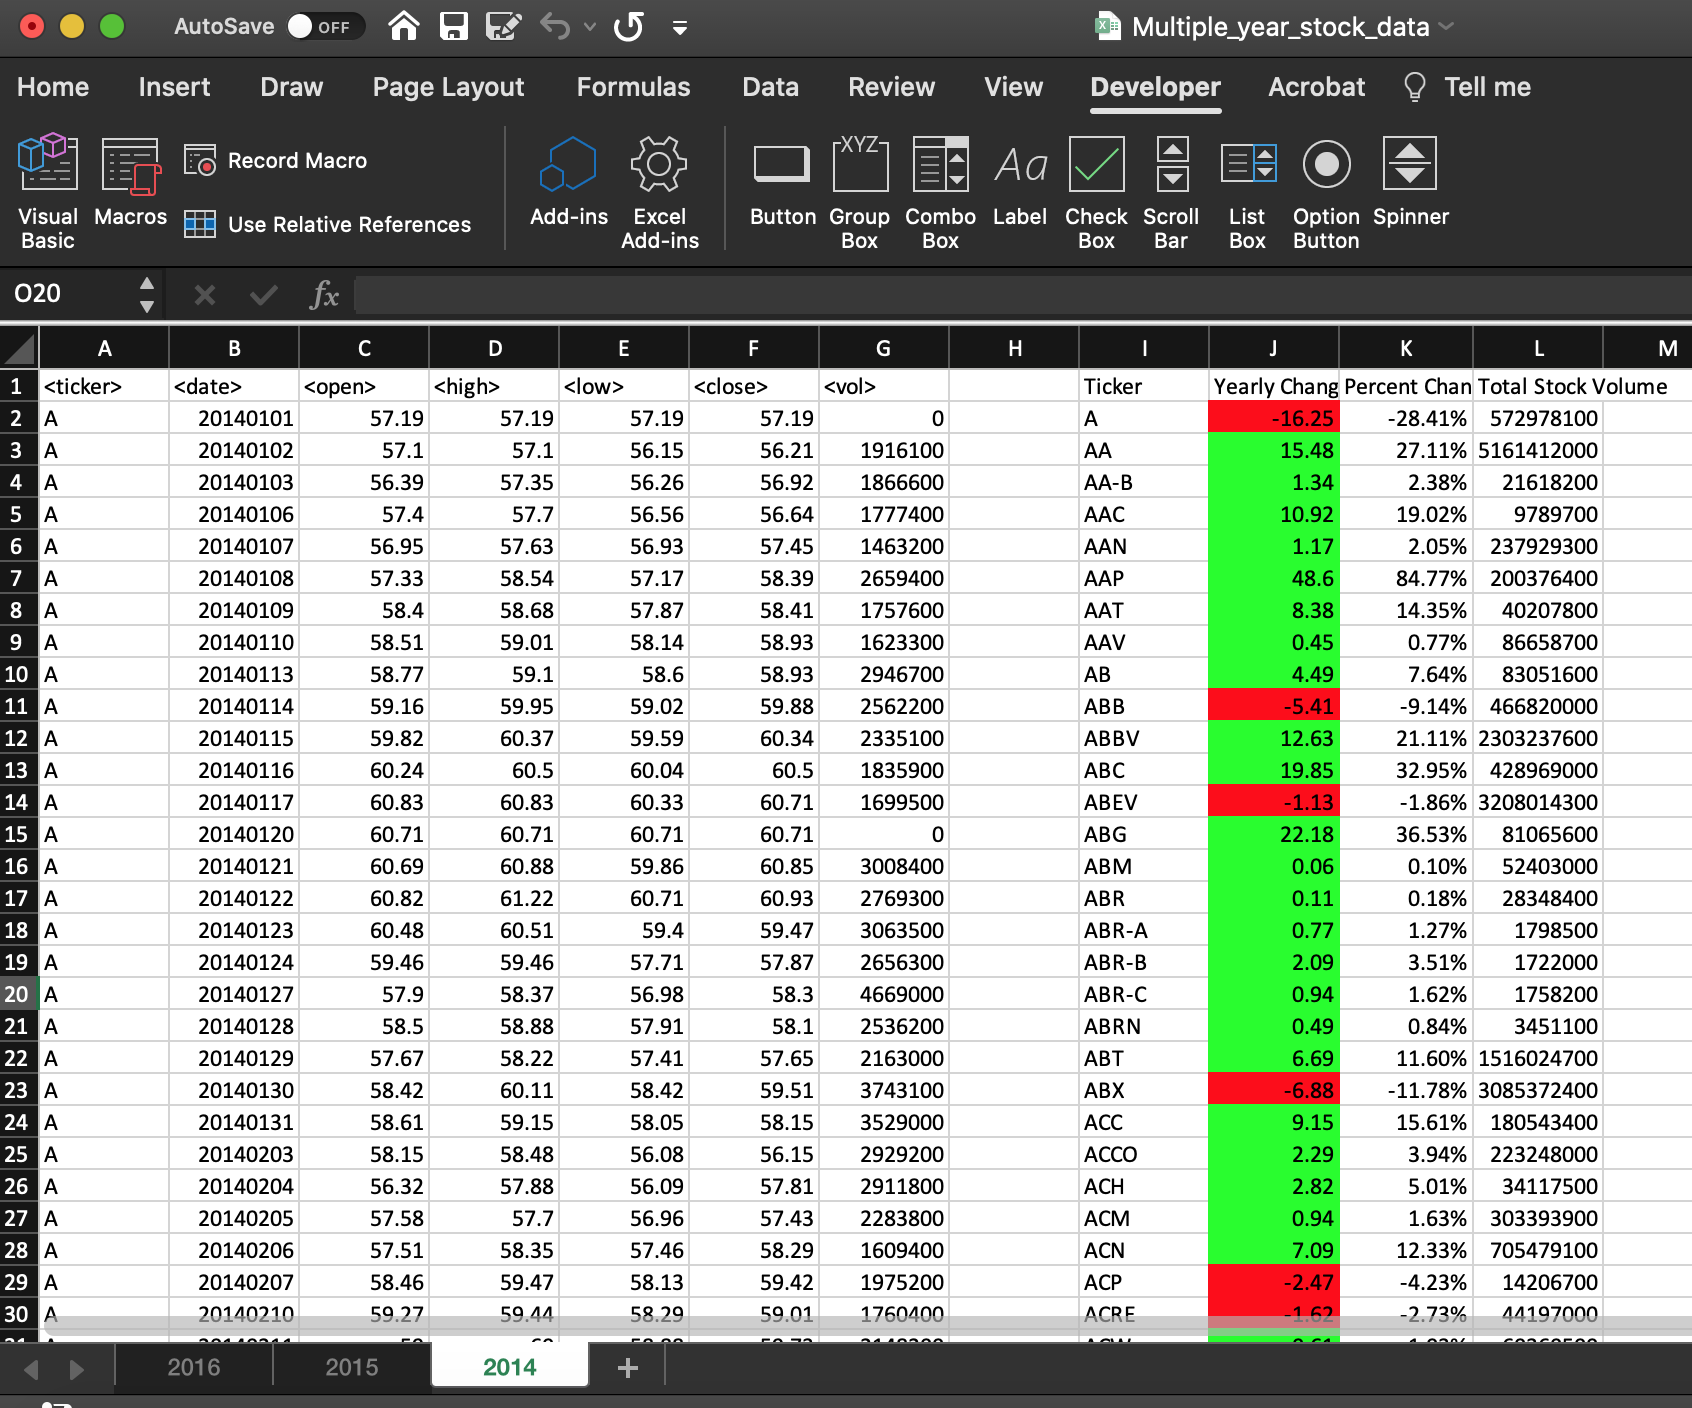 AutoSave OFF Multiple_year_stock_data
Home Insert Draw Page Layout Formulas Data Review View Developer Acrobat Tell me
Visual Basic Macros Record Macro Use Relative References Add-ins Excel Add-ins Button Group Box Combo Box Label Check Box Scroll Bar List Box Option Button Spinner
XYZ Aa
O20 fx
A B C D E F G H I J K L M
1 <ticker> <date> <open> <high> <low> <close> <vol> Ticker Yearly Chang Percent Chan Total Stock Volume
2 A 20140101 57.19 57.19 57.19 57.19 0 A -16.25 -28.41% 572978100
3 A 20140102 57.1 57.1 56.15 56.21 1916100 AA 15.48 27.11% 5161412000
4 A 20140103 56.39 57.35 56.26 56.92 1866600 AA-B 1.34 2.38% 21618200
5 A 20140106 57.4 57.7 56.56 56.64 1777400 AAC 10.92 19.02% 9789700
6 A 20140107 56.95 57.63 56.93 57.45 1463200 AAN 1.17 2.05% 237929300
7 A 20140108 57.33 58.54 57.17 58.39 2659400 AAP 48.6 84.77% 200376400
8 A 20140109 58.4 58.68 57.87 58.41 1757600 AAT 8.38 14.35% 40207800
9 A 20140110 58.51 59.01 58.14 58.93 1623300 AAV 0.45 0.77% 86658700
10 A 20140113 58.77 59.1 58.6 58.93 2946700 AB 4.49 7.64% 83051600
11 A 20140114 59.16 59.95 59.02 59.88 2562200 ABB -5.41 -9.14% 466820000
12 A 20140115 59.82 60.37 59.59 60.34 2335100 ABBV 12.63 21.11% 2303237600
13 A 20140116 60.24 60.5 60.04 60.5 1835900 ABC 19.85 32.95% 428969000
14 A 20140117 60.83 60.83 60.33 60.71 1699500 ABEV -1.13 -1.86% 3208014300
15 A 20140120 60.71 60.71 60.71 60.71 0 ABG 22.18 36.53% 81065600
16 A 20140121 60.69 60.88 59.86 60.85 3008400 ABM 0.06 0.10% 52403000
17 A 20140122 60.82 61.22 60.71 60.93 2769300 ABR 0.11 0.18% 28348400
18 A 20140123 60.48 60.51 59.4 59.47 3063500 ABR-A 0.77 1.27% 1798500
19 A 20140124 59.46 59.46 57.71 57.87 2656300 ABR-B 2.09 3.51% 1722000
20 A 20140127 57.9 58.37 56.98 58.3 4669000 ABR-C 0.94 1.62% 1758200
21 A 20140128 58.5 58.88 57.91 58.1 2536200 ABRN 0.49 0.84% 3451100
22 A 20140129 57.67 58.22 57.41 57.65 2163000 ABT 6.69 11.60% 1516024700
23 A 20140130 58.42 60.11 58.42 59.51 3743100 ABX -6.88 -11.78% 3085372400
24 A 20140131 58.61 59.15 58.05 58.15 3529000 ACC 9.15 15.61% 180543400
25 A 20140203 58.15 58.48 56.08 56.15 2929200 ACCO 2.29 3.94% 223248000
26 A 20140204 56.32 57.88 56.09 57.81 2911800 ACH 2.82 5.01% 34117500
27 A 20140205 57.58 57.7 56.96 57.43 2283800 ACM 0.94 1.63% 303393900
28 A 20140206 57.51 58.35 57.46 58.29 1609400 ACN 7.09 12.33% 705479100
29 A 20140207 58.46 59.47 58.13 59.42 1975200 ACP -2.47 -4.23% 14206700
30 A 20140210 59.27 59.44 58.29 59.01 1760400 ACRE -1.62 -2.73% 44197000
2016 2015 2014